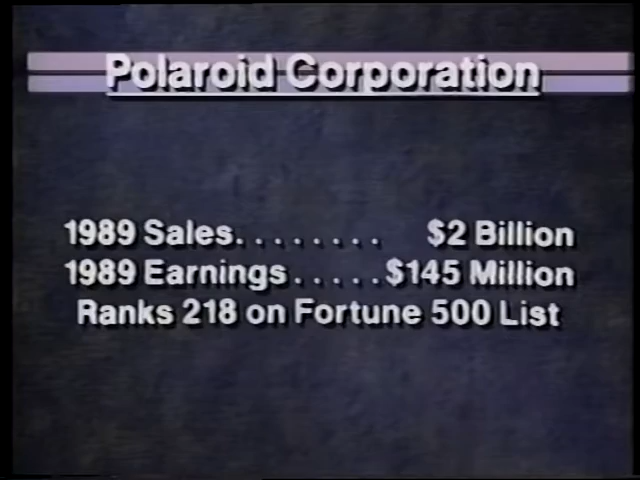 Polaroid Corporation
1989 Sales........ $2 Billion
1989 Earnings.....$145 Million
Ranks 218 on Fortune 500 List